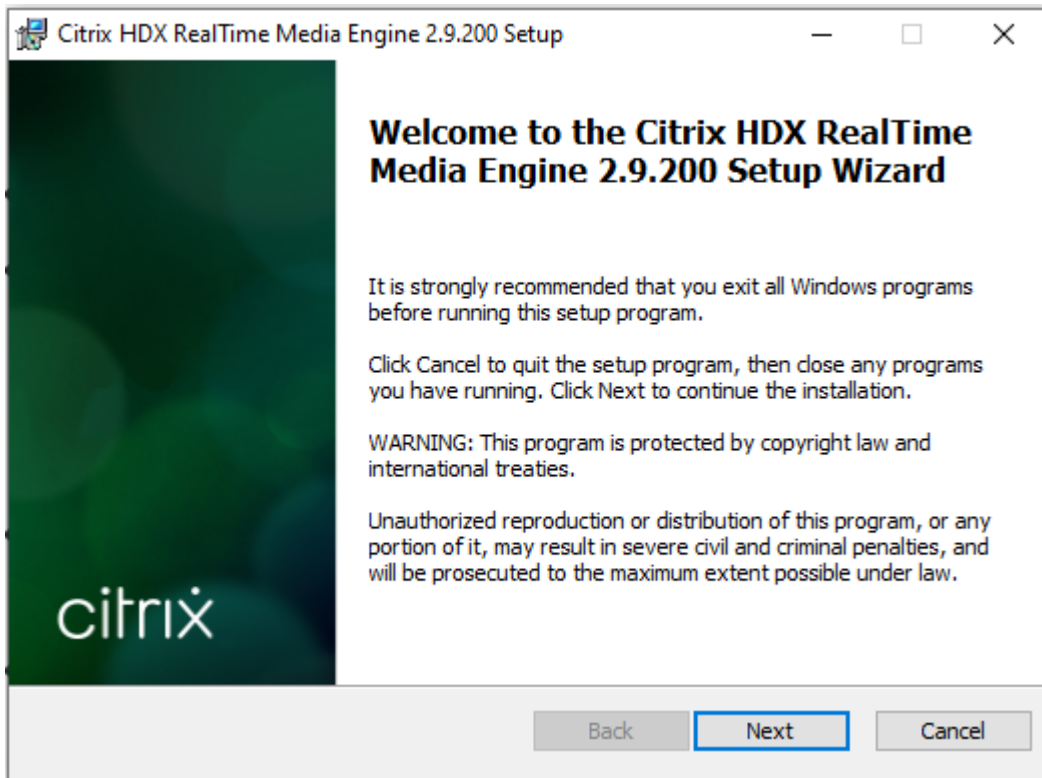 Citrix HDX RealTime Media Engine 2.9.200 Setup
Welcome to the Citrix HDX RealTime
Media Engine 2.9.200 Setup Wizard
It is strongly recommended that you exit all Windows programs
before running this setup program.
Click Cancel to quit the setup program, then close any programs
you have running. Click Next to continue the installation.
WARNING: This program is protected by copyright law and
international treaties.
Unauthorized reproduction or distribution of this program, or any
portion of it, may result in severe civil and criminal penalties, and
will be prosecuted to the maximum extent possible under law.
citrix
Back Next Cancel